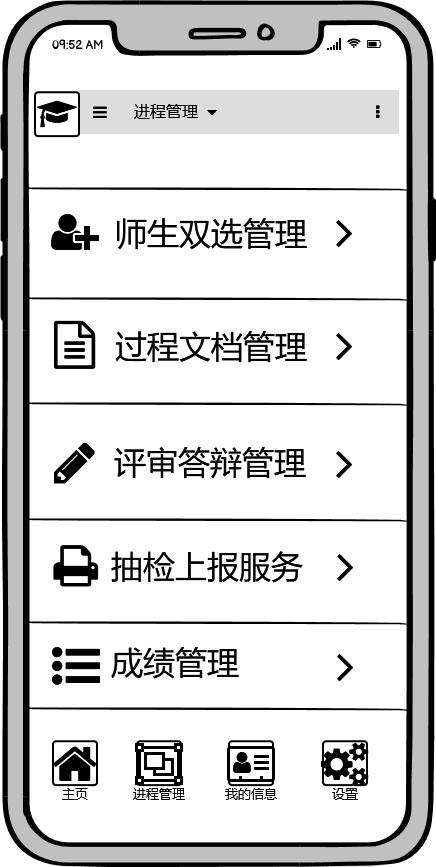 09:52 AM
进程管理
师生双选管理
过程文档管理
评审答辩管理
抽检上报服务
成绩管理
主页 进程管理 我的信息 设置